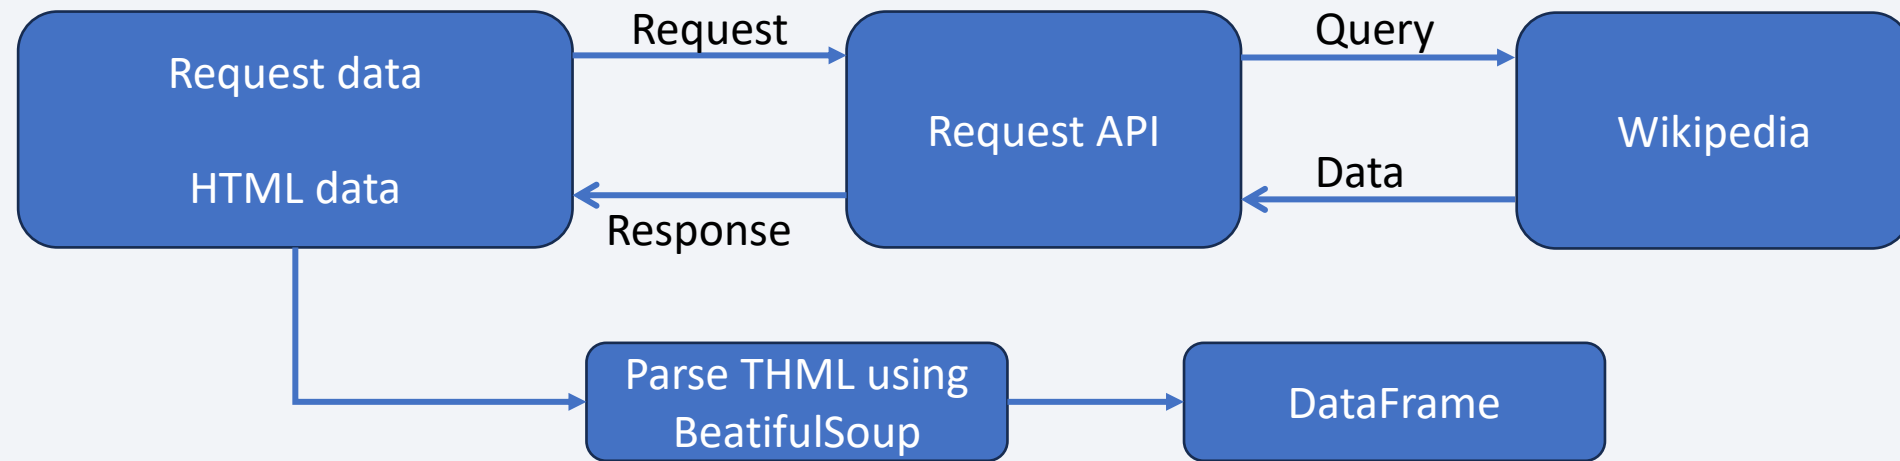 Request data
HTML data
Request
Response
Request API
Query
Data
Wikipedia
Parse THML using
BeatifulSoup
DataFrame